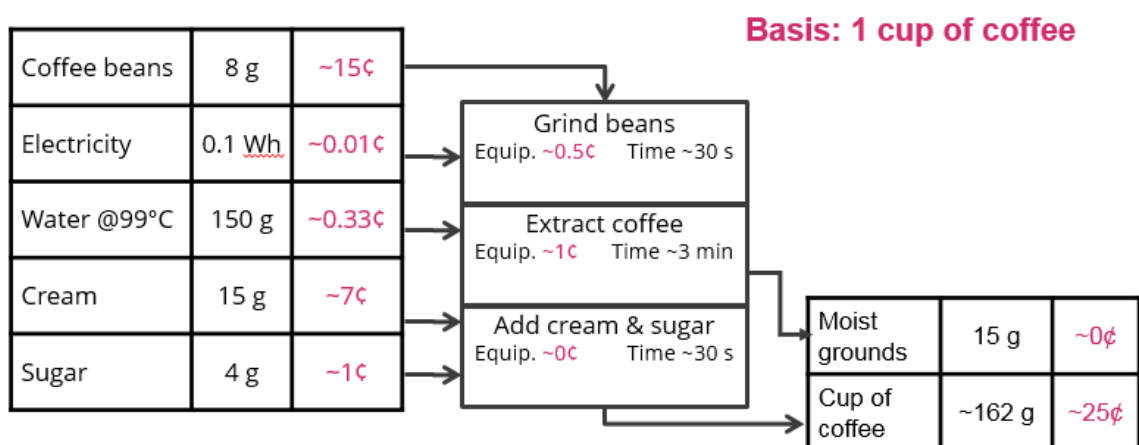 Basis: 1 cup of coffee
Coffee beans 8 g ~15¢
Electricity 0.1 Wh ~0.01¢
Water @99°C 150 g ~0.33¢
Cream 15 g ~7¢
Sugar 4 g ~1¢
Grind beans
Equip. ~0.5¢ Time ~30 s
Extract coffee
Equip. ~1¢ Time ~3 min
Add cream & sugar
Equip. ~0¢ Time ~30 s
Moist
grounds 15 g ~0¢
Cup of
coffee ~162 g ~25¢